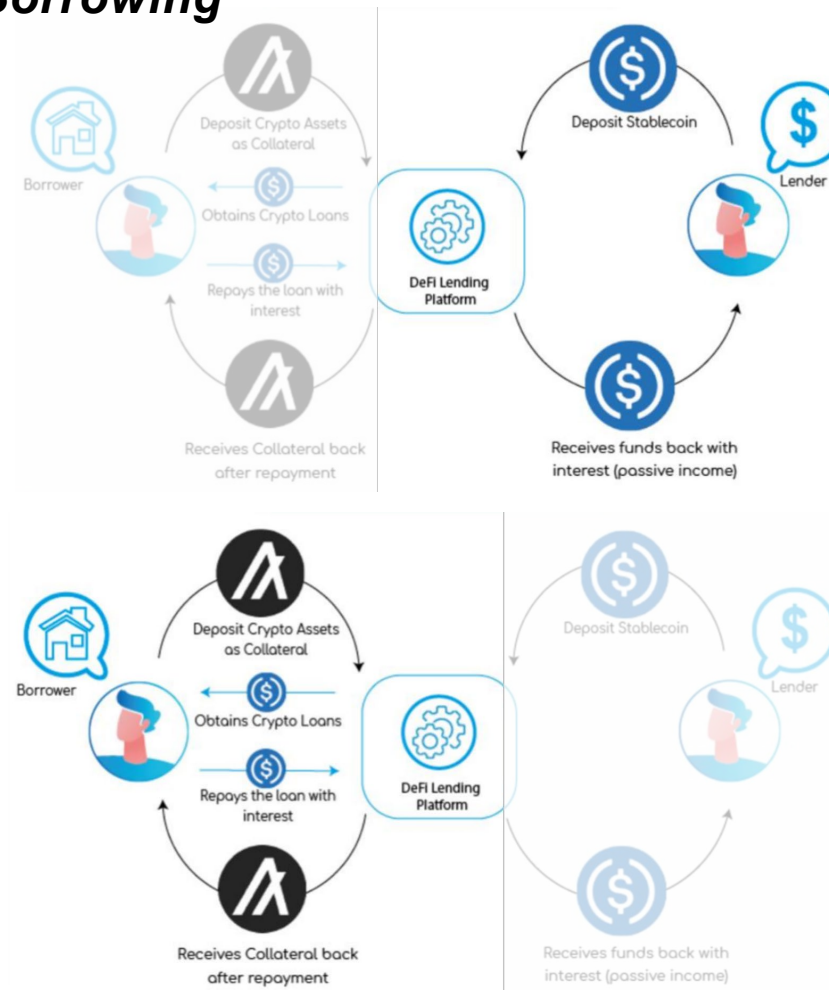 Borrowing
Deposit Crypto Assets
as Collateral
Borrower
Obtains Crypto Loans
Repays the loan with
interest
Receives Collateral back
after repayment
DeFi Lending
Platform
Deposit Stablecoin
Lender
Receives funds back with
interest (passive income)
Deposit Crypto Assets
as Collateral
Borrower
Obtains Crypto Loans
Repays the loan with
interest
Receives Collateral back
after repayment
DeFi Lending
Platform
Deposit Stablecoin
Lender
Receives funds back with
interest (passive income)